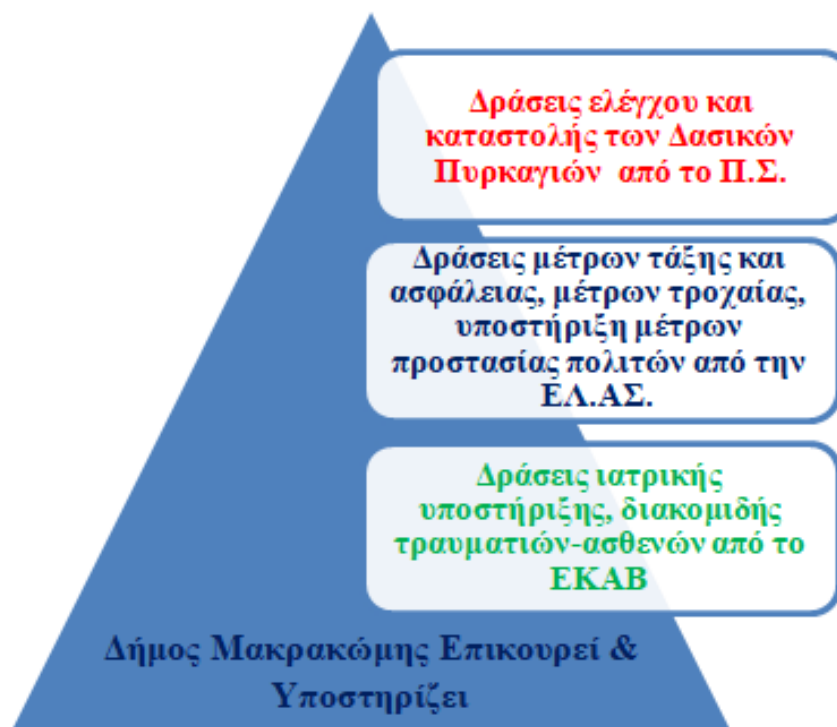 Δράσεις ελέγχου και
καταστολής των Δασικών
Πυρκαγιών από το Π.Σ.
Δράσεις μέτρων τάξης και
ασφάλειας, μέτρων τροχαίας,
υποστήριξη μέτρων
προστασίας πολιτών από την
ΕΛ.ΑΣ.
Δράσεις ιατρικής
υποστήριξης, διακομιδής
τραυματιών-ασθενών από το
ΕΚΑΒ
Δήμος Μακρακώμης Επικουρεί &
Υποστηρίζει